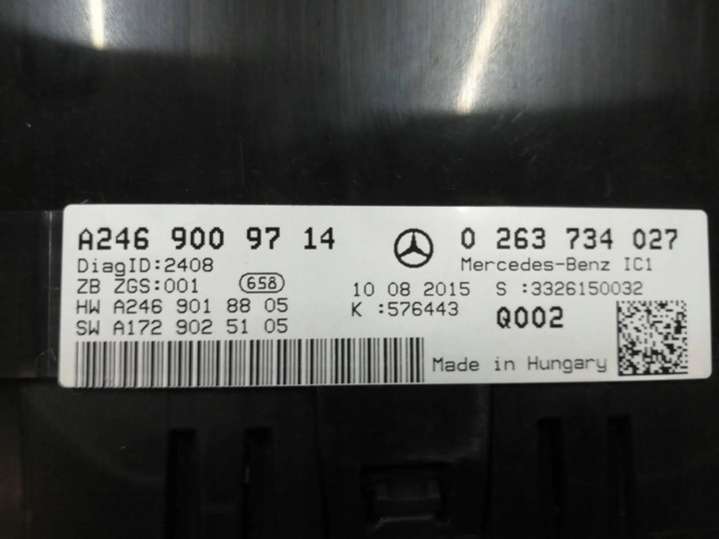 A246 900 97 14 0 263 734 027
DiagID:2408 Mercedes-Benz IC1
ZB ZGS:001 658 10 08 2015 S :3326150032
HW A246 901 88 05 K :576443 Q002
SW A172 902 51 05
Made in Hungary